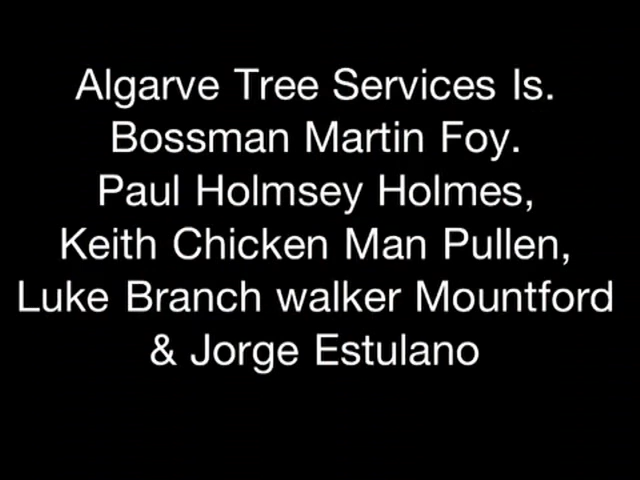 Algarve Tree Services Is.
Bossman Martin Foy.
Paul Holmsey Holmes,
Keith Chicken Man Pullen,
Luke Branch walker Mountford
& Jorge Estulano